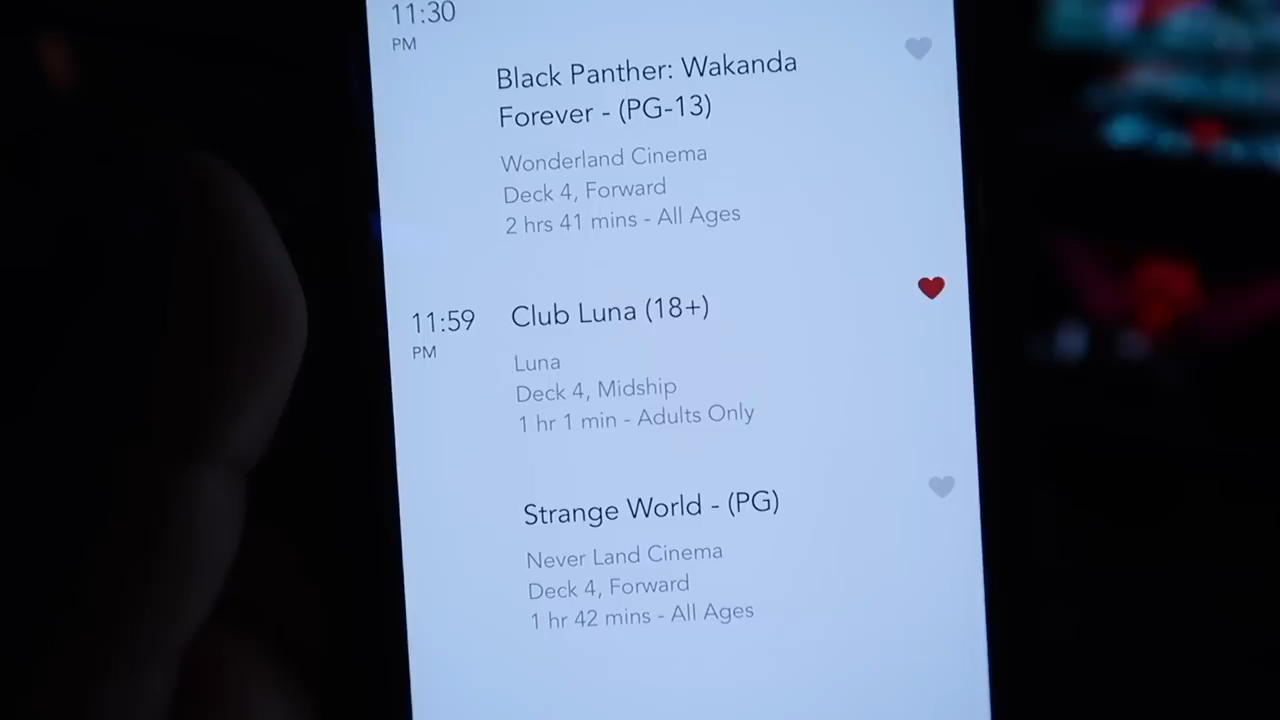 11:30
PM
Black Panther: Wakanda
Forever - (PG-13)
Wonderland Cinema
Deck 4, Forward
2 hrs 41 mins - All Ages
11:59
PM
Club Luna (18+)
Luna
Deck 4, Midship
1 hr 1 min - Adults Only
Strange World - (PG)
Never Land Cinema
Deck 4, Forward
1 hr 42 mins - All Ages